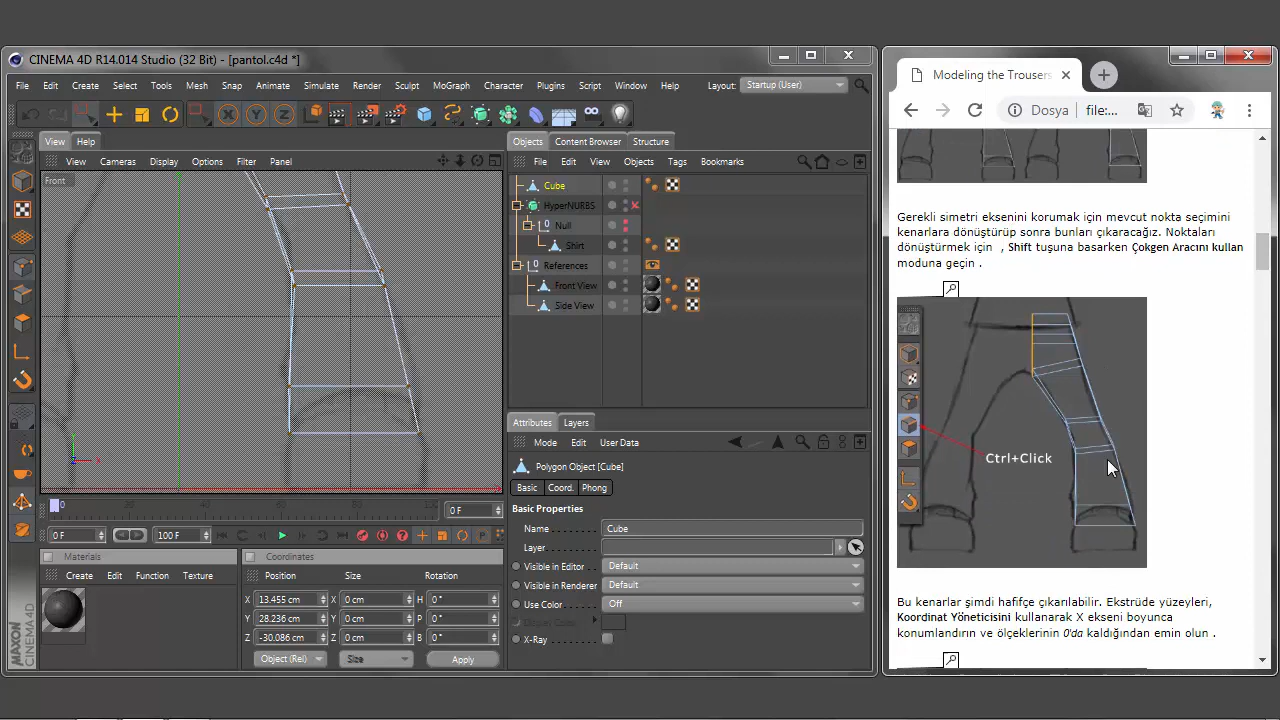 CINEMA 4D R14.014 Studio (32 Bit) - [pantol.c4d *]
File Edit Create Select Tools Mesh Snap Animate Simulate Render Sculpt MoGraph Character Plugins Script Window Help Layout: Startup (User)
View Help
View Cameras Display Options Filter Panel
Front
Objects Content Browser Structure
File Edit View Objects Tags Bookmarks
Cube
HyperNURBS
Null
Shirt
References
Front View
Side View
Attributes Layers
Mode Edit User Data
Polygon Object [Cube]
Basic Coord. Phong
Basic Properties
Name Cube
Layer
Visible in Editor Default
Visible in Renderer Default
Use Color Off
Display Color
X-Ray
0 F
0 F 100 F
Materials
Create Edit Function Texture
Coordinates
Position Size Rotation
X 13.455 cm X 0 cm H 0 °
Y 28.236 cm Y 0 cm P 0 °
Z -30.086 cm Z 0 cm B 0 °
Object (Rel) Size Apply
MAXON CINEMA 4D
Modeling the Trousers
Dosya file:...
Gerekli simetri eksenini korumak için mevcut nokta seçimini
kenarlara dönüştürüp sonra bunları çıkaracağız. Noktaları
dönüştürmek için , Shift tuşuna basarken Çokgen Aracını kullan
moduna geçin .
Ctrl+Click
Bu kenarlar şimdi hafifçe çıkarılabilir. Ekstrüde yüzeyleri,
Koordinat Yöneticisini kullanarak X ekseni boyunca
konumlandırın ve ölçeklerinin 0'da kaldığından emin olun .